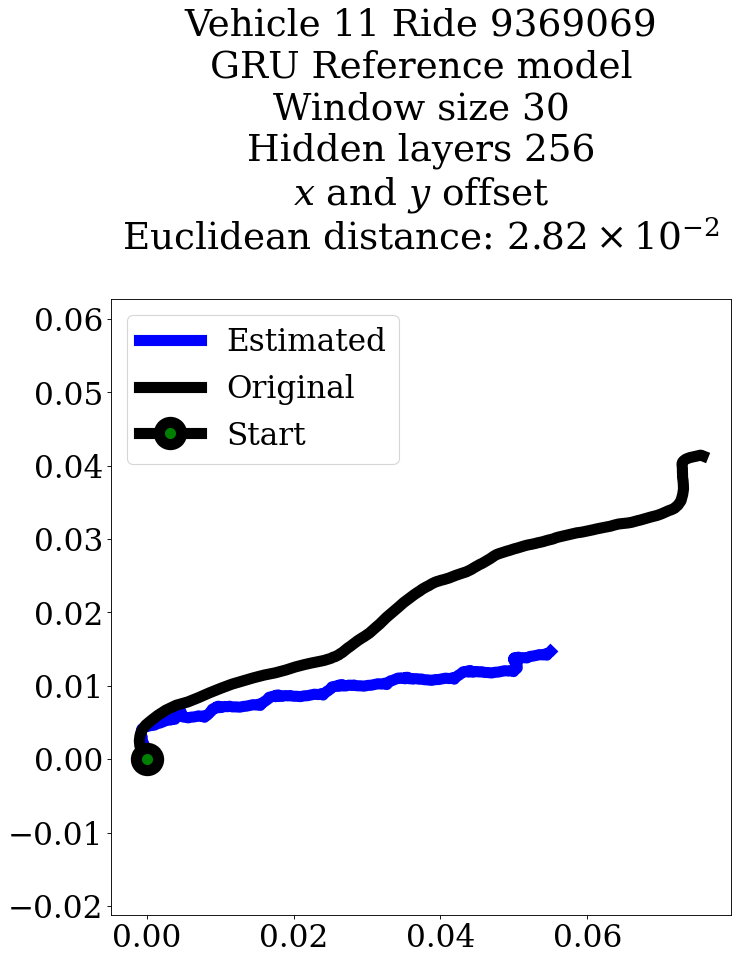 Vehicle 11 Ride 9369069
GRU Reference model
Window size 30
Hidden layers 256
x and y offset
Euclidean distance: 2.82 × 10⁻²
Estimated
Original
Start
0.06
0.05
0.04
0.03
0.02
0.01
0.00
−0.01
−0.02
0.00 0.02 0.04 0.06